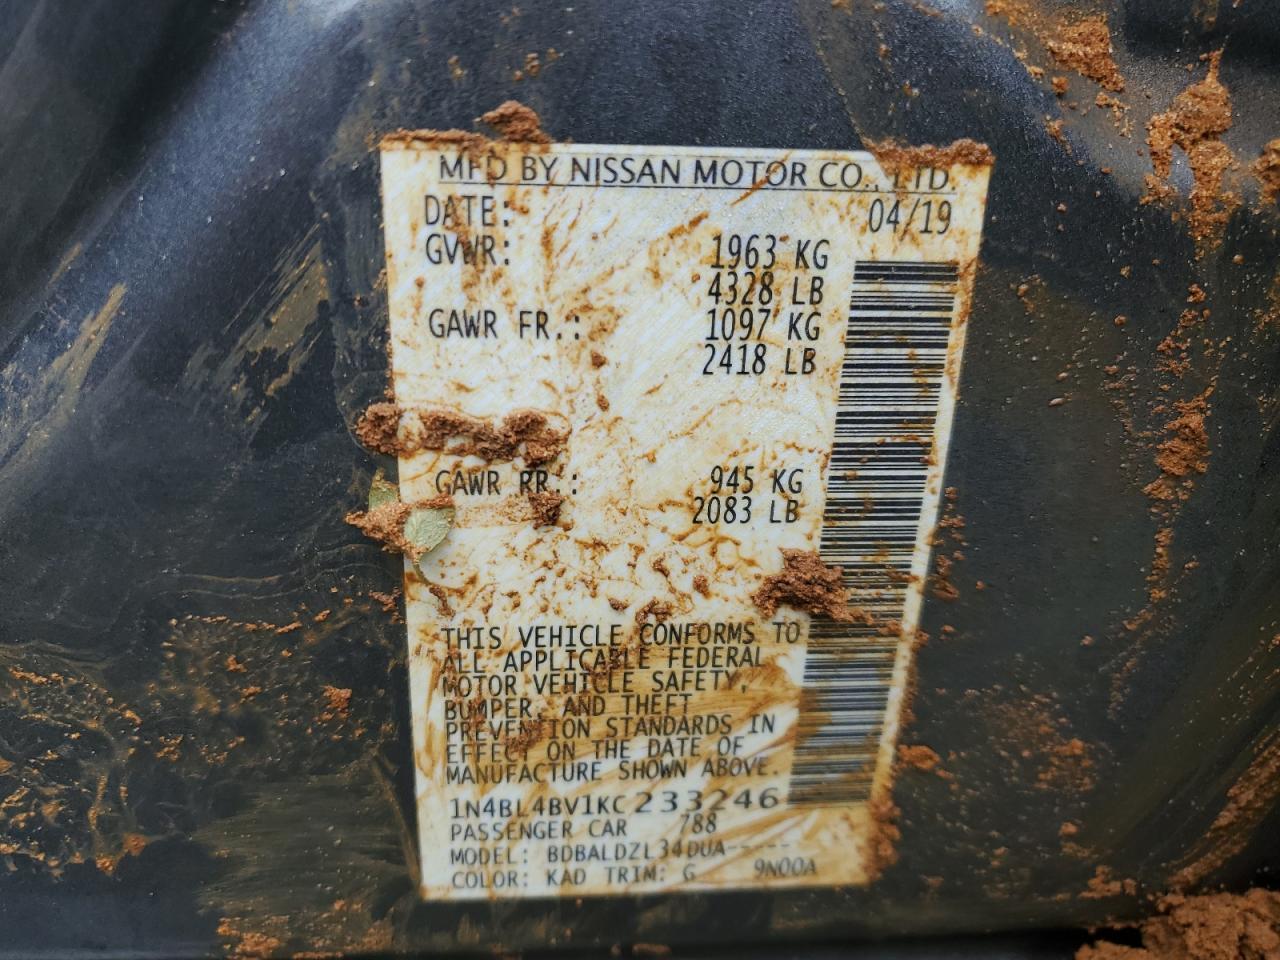 MFD BY NISSAN MOTOR CO., LTD.
DATE: 04/19
GVWR: 1963 KG
4328 LB
GAWR FR.: 1097 KG
2418 LB
GAWR RR.: 945 KG
2083 LB
THIS VEHICLE CONFORMS TO
ALL APPLICABLE FEDERAL
MOTOR VEHICLE SAFETY,
BUMPER, AND THEFT
PREVENTION STANDARDS IN
EFFECT ON THE DATE OF
MANUFACTURE SHOWN ABOVE.
1N4BL4BV1KC233246
PASSENGER CAR 788
MODEL: BDBALDZL34DUA-----
COLOR: KAD TRIM: G 9N00A